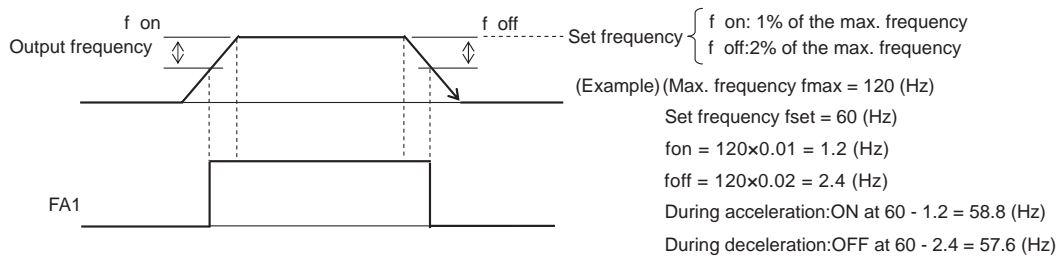 f on
Output frequency
f off
Set frequency
f on: 1% of the max. frequency
f off:2% of the max. frequency
(Example) (Max. frequency fmax = 120 (Hz)
Set frequency fset = 60 (Hz)
fon = 120×0.01 = 1.2 (Hz)
foff = 120×0.02 = 2.4 (Hz)
FA1
During acceleration:ON at 60 - 1.2 = 58.8 (Hz)
During deceleration:OFF at 60 - 2.4 = 57.6 (Hz)